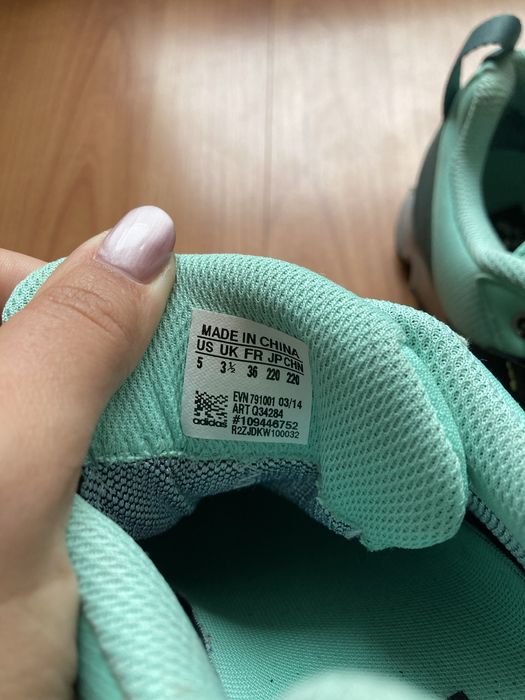 MADE IN CHINA
US UK FR JP CHN
5 3½ 36 220 220
EVN 791001 03/14
ART Q34284
adidas #109446752
R2ZJDKW100032